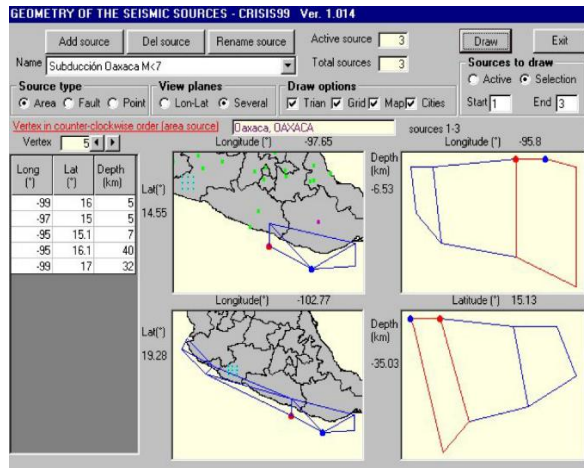 GEOMETRY OF THE SEISMIC SOURCES - CRISIS99 Ver. 1.014
Add source Del source Rename source Active source 3 Draw Exit
Name Subducción Oaxaca M<7 Total sources 3 Sources to draw
Source type View planes Draw options Active Selection
Area Fault Point Lon-Lat Several Trian Grid Map Cities Start 1 End 3
Vertex in counter-clockwise order (area source) Oaxaca, OAXACA sources 1-3
Vertex 5 Longitude (°) -97.65 Depth (km) Longitude (°) -95.8
Long (°) Lat (°) Depth (km) Lat(°) -6.53
-99 16 5 14.55
-97 15 5
-95 15.1 7
-95 16.1 40
-99 17 32
Longitude(°) -102.77 Latitude (°) 15.13
Lat(°) Depth (km)
19.28 -35.03